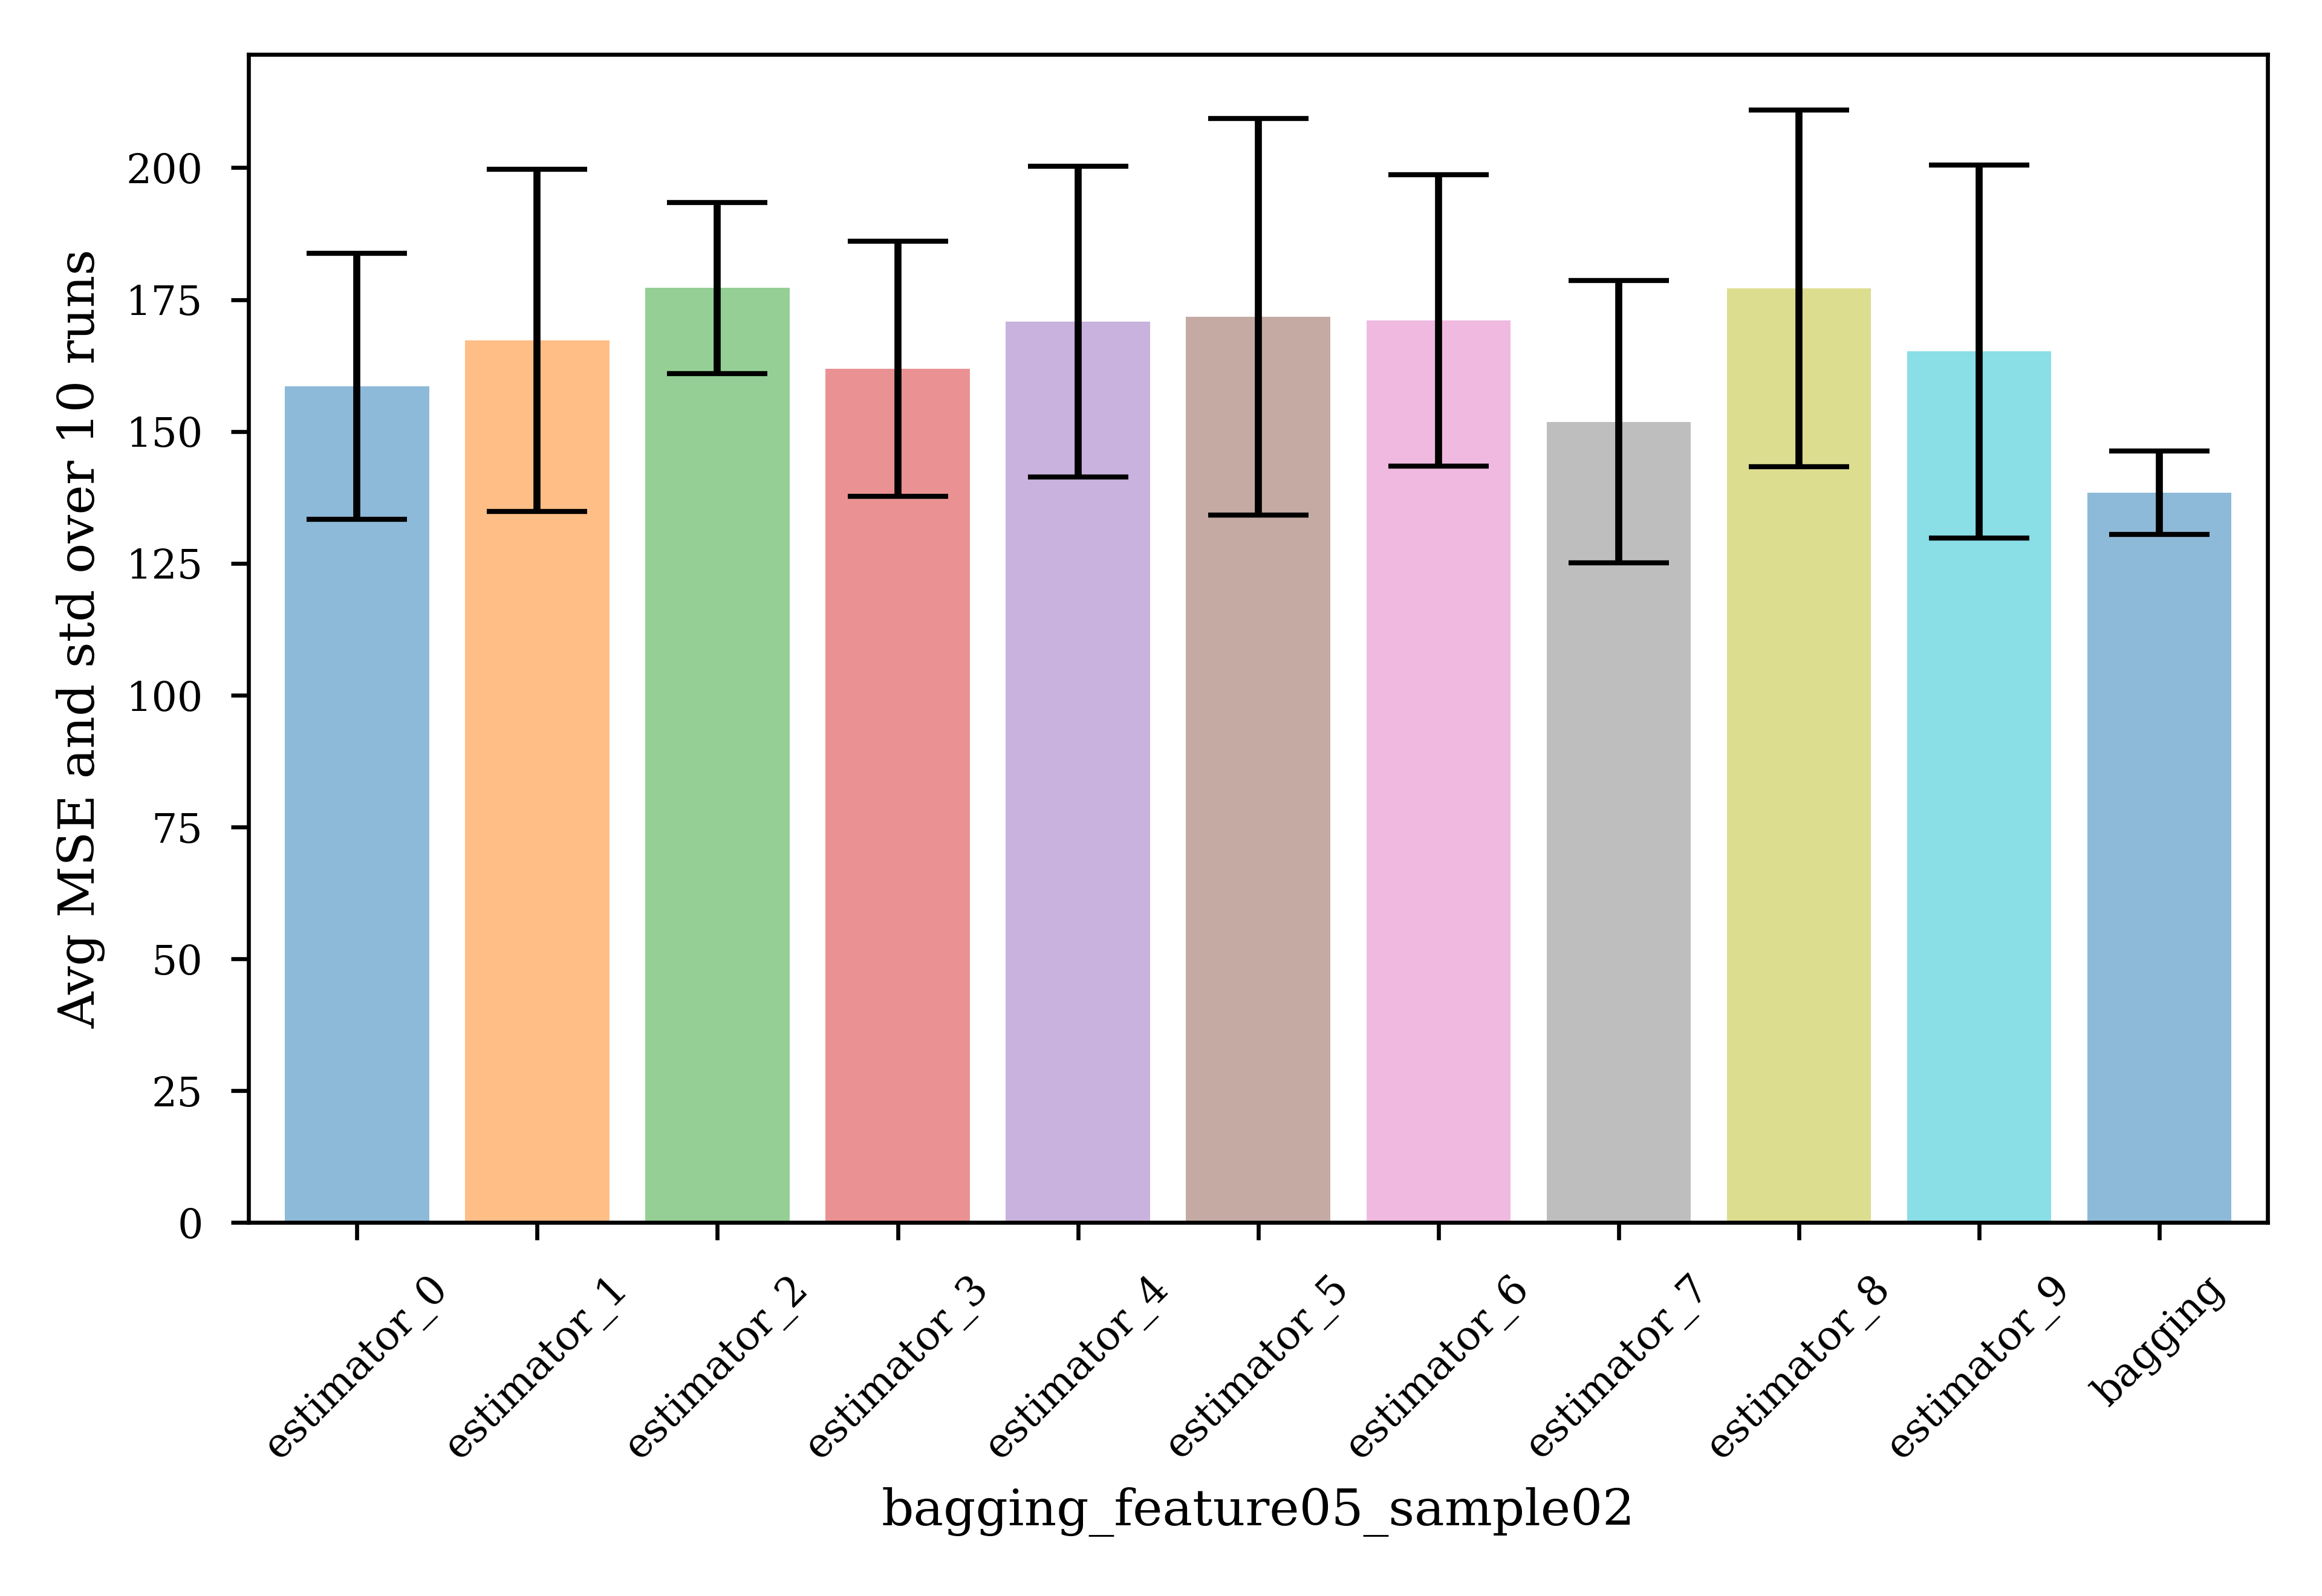 Avg MSE and std over 10 runs
200
175
150
125
100
75
50
25
0
estimator_0
estimator_1
estimator_2
estimator_3
estimator_4
estimator_5
estimator_6
estimator_7
estimator_8
estimator_9
bagging
bagging_feature05_sample02